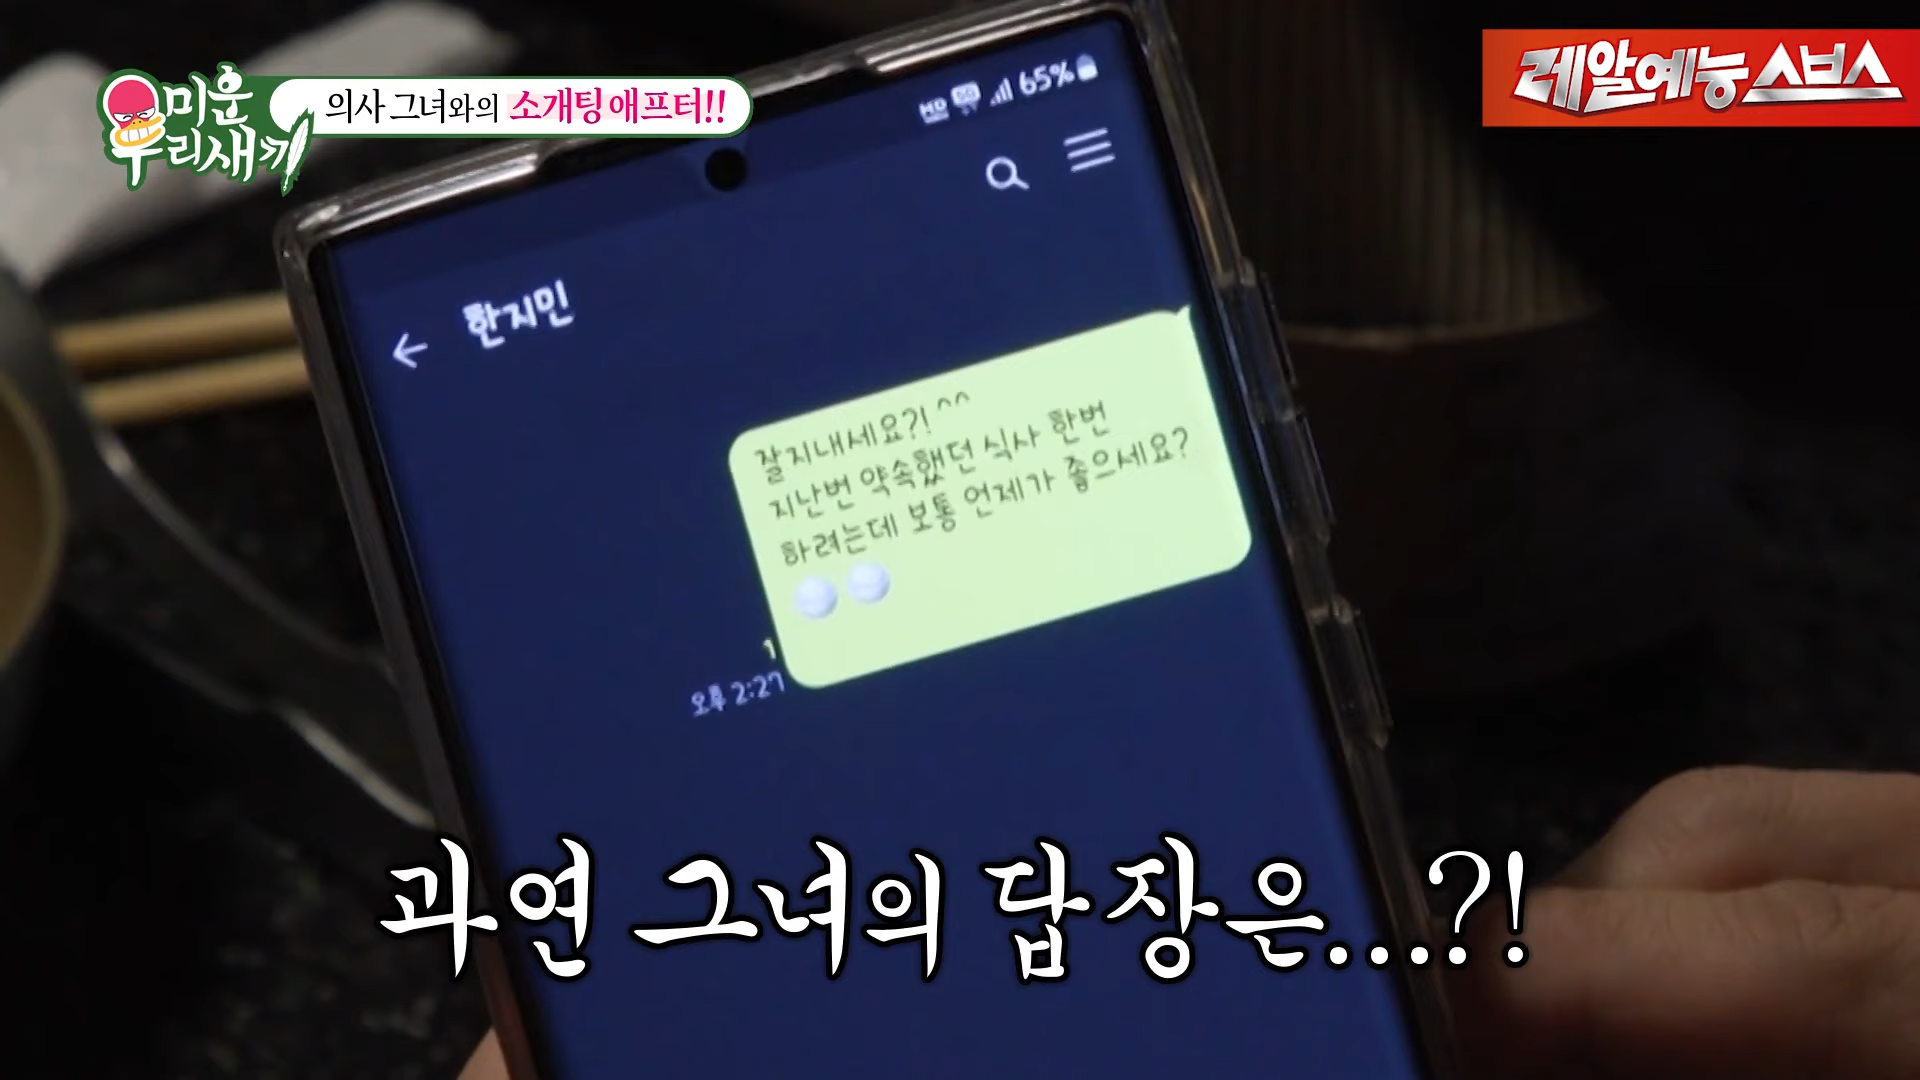 미운
우리새끼
의사 그녀와의 소개팅 애프터!!
레알예능 스브스
65%
한지민
잘지내세요?! ^^
지난번 약속했던 식사 한번
하려는데 보통 언제가 좋으세요?
1
오후 2:27
과연 그녀의 답장은...?!